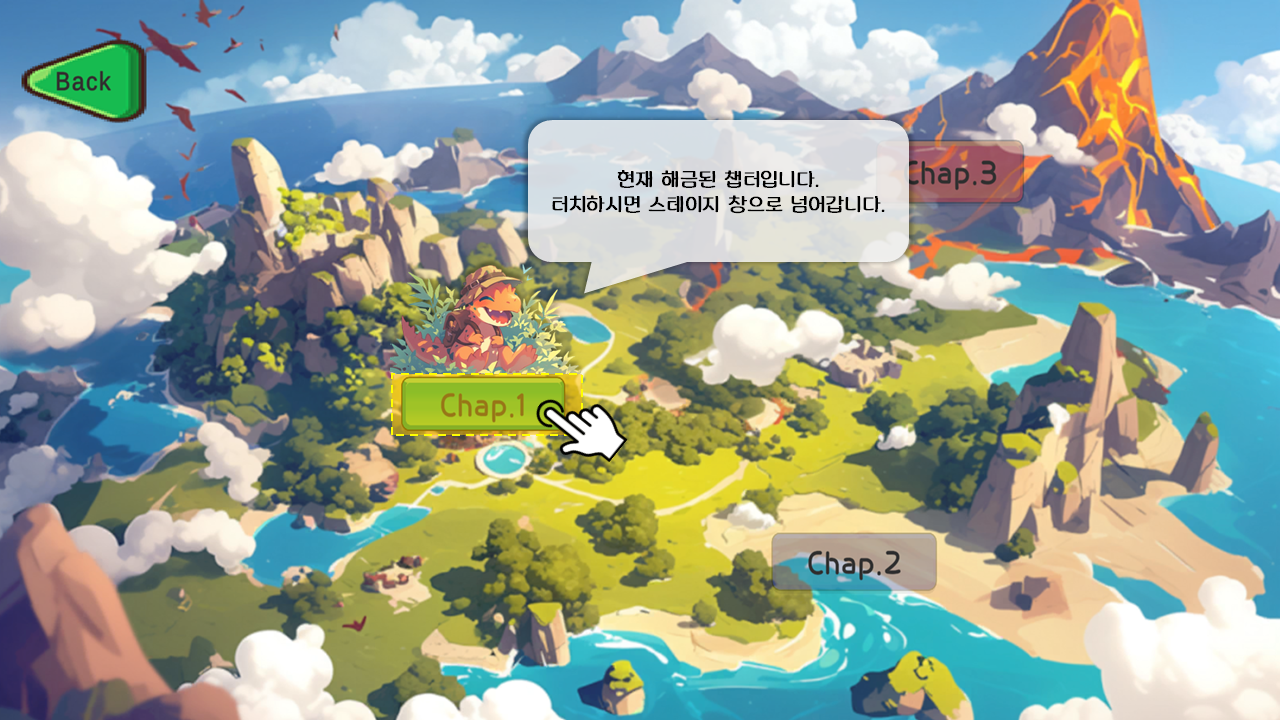 Back
현재 해금된 챕터입니다.
터치하시면 스테이지 창으로 넘어갑니다.
Chap.3
Chap.1
Chap.2